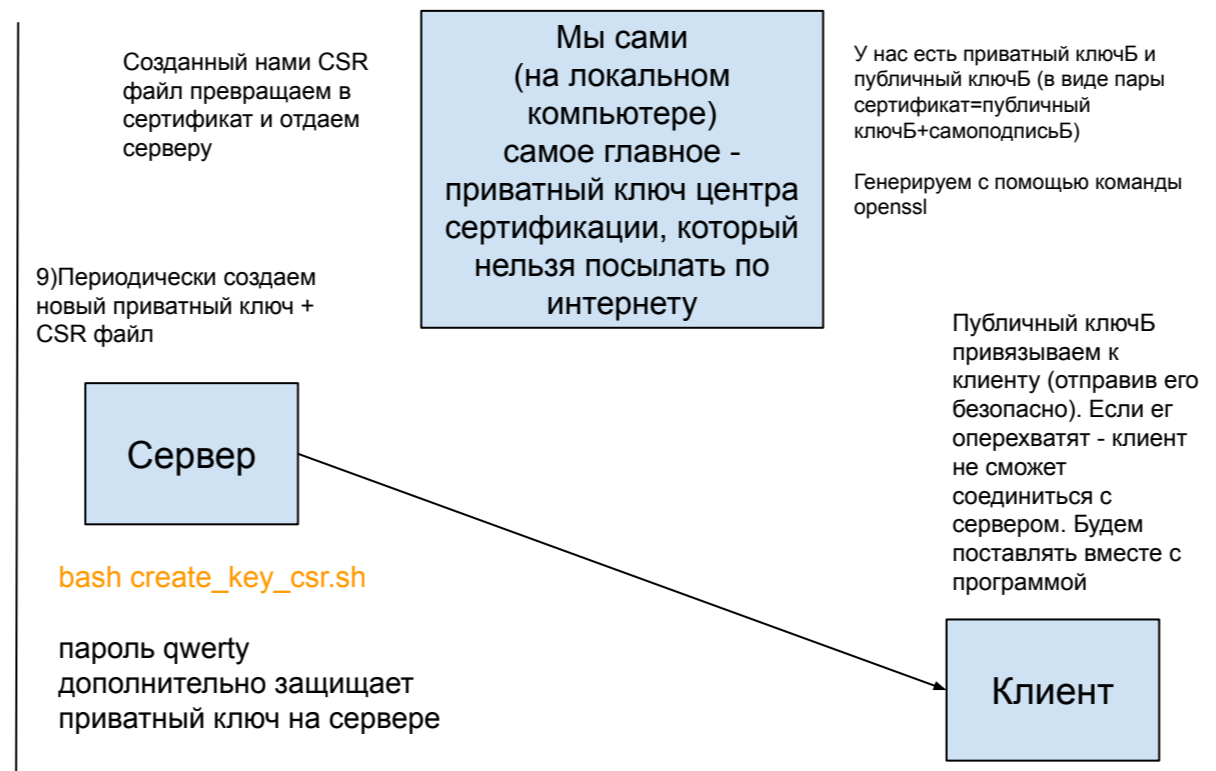 Созданный нами CSR
файл превращаем в
сертификат и отдаем
серверу
Мы сами
(на локальном
компьютере)
самое главное -
приватный ключ центра
сертификации, который
нельзя посылать по
интернету
У нас есть приватный ключБ и
публичный ключБ (в виде пары
сертификат=публичный
ключБ+самоподписьБ)
Генерируем с помощью команды
openssl
9)Периодически создаем
новый приватный ключ +
CSR файл
Публичный ключБ
привязываем к
клиенту (отправив его
безопасно). Если ег
оперехватят - клиент
не сможет
соединиться с
сервером. Будем
поставлять вместе с
программой
Сервер
bash create_key_csr.sh
пароль qwerty
дополнительно защищает
приватный ключ на сервере
Клиент